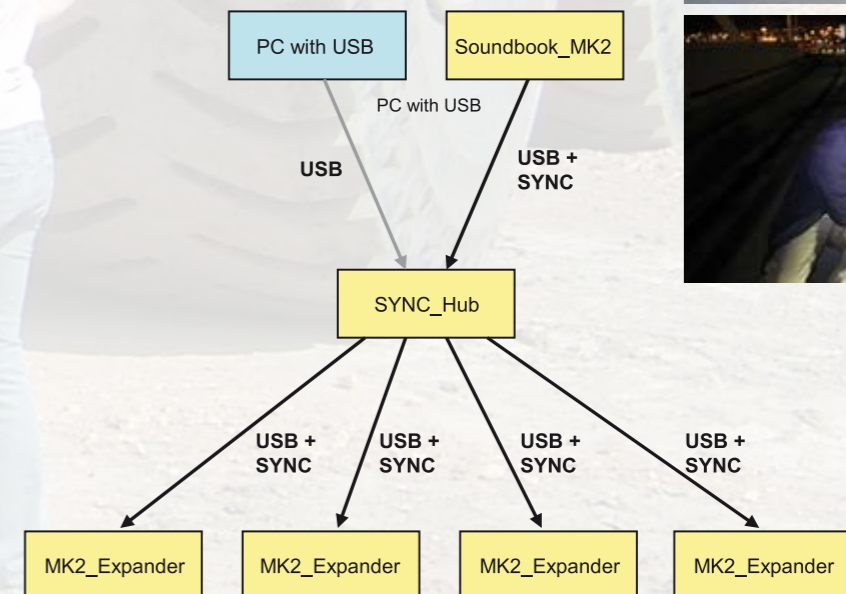 PC with USB
Soundbook_MK2
PC with USB
USB
USB +
SYNC
SYNC_Hub
USB +
SYNC
USB +
SYNC
USB +
SYNC
USB +
SYNC
MK2_Expander
MK2_Expander
MK2_Expander
MK2_Expander